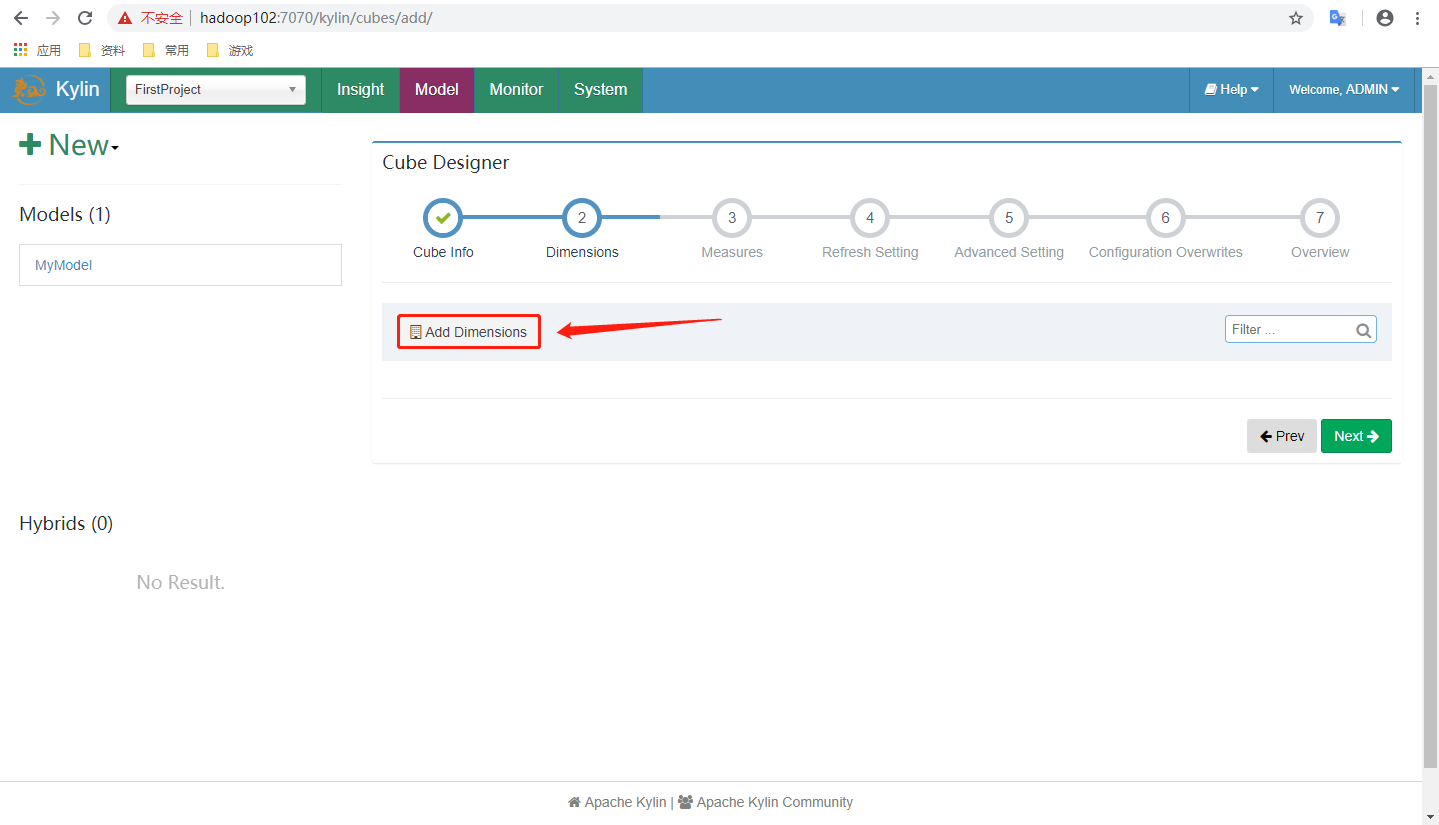 不安全 hadoop102:7070/kylin/cubes/add/
应用 资料 常用 游戏
Kylin FirstProject Insight Model Monitor System Help Welcome, ADMIN
New
Models (1)
MyModel
Hybrids (0)
No Result.
Cube Designer
2 3 4 5 6 7
Cube Info Dimensions Measures Refresh Setting Advanced Setting Configuration Overwrites Overview
Add Dimensions Filter ...
Prev Next
Apache Kylin | Apache Kylin Community